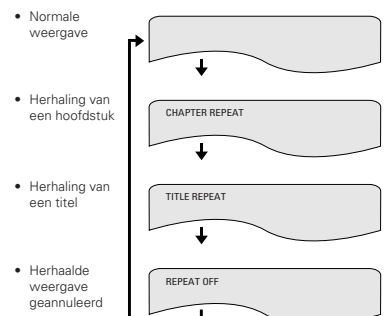 • Normale
weergave
• Herhaling van
een hoofdstuk
CHAPTER REPEAT
• Herhaling van
een titel
TITLE REPEAT
• Herhaalde
weergave
geannuleerd
REPEAT OFF